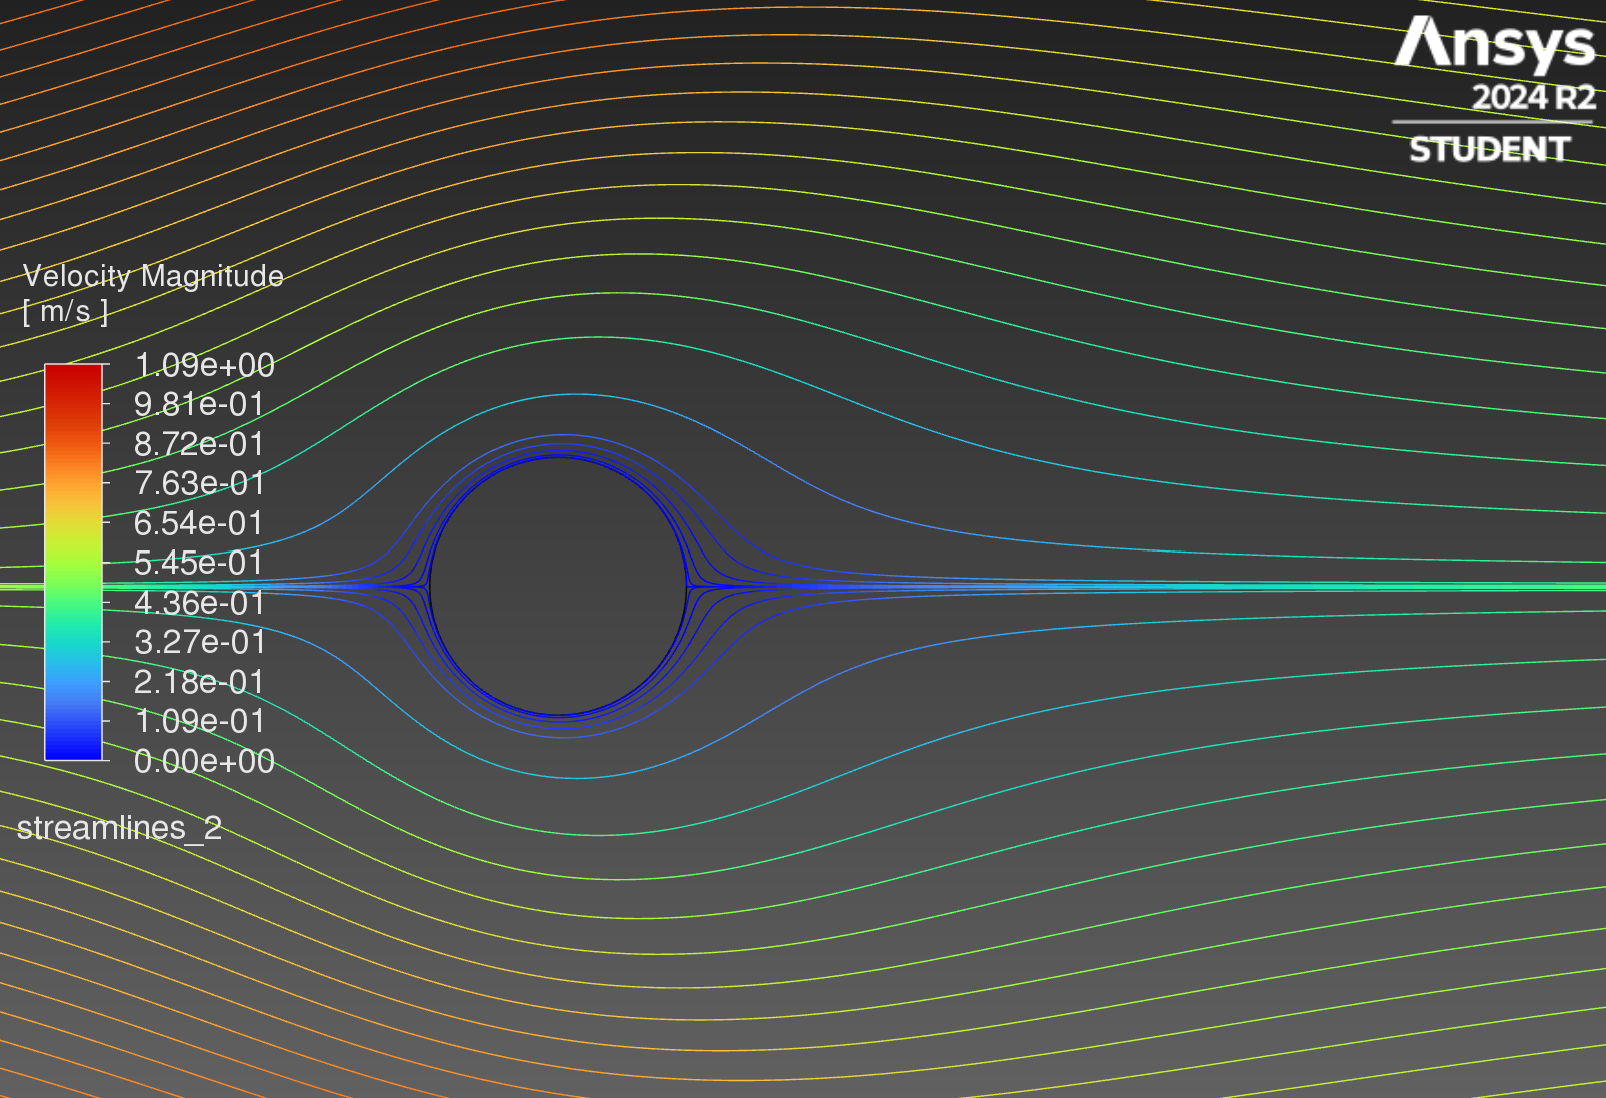 Ansys
2024 R2
STUDENT
Velocity Magnitude
[ m/s ]
1.09e+00
9.81e-01
8.72e-01
7.63e-01
6.54e-01
5.45e-01
4.36e-01
3.27e-01
2.18e-01
1.09e-01
0.00e+00
streamlines_2